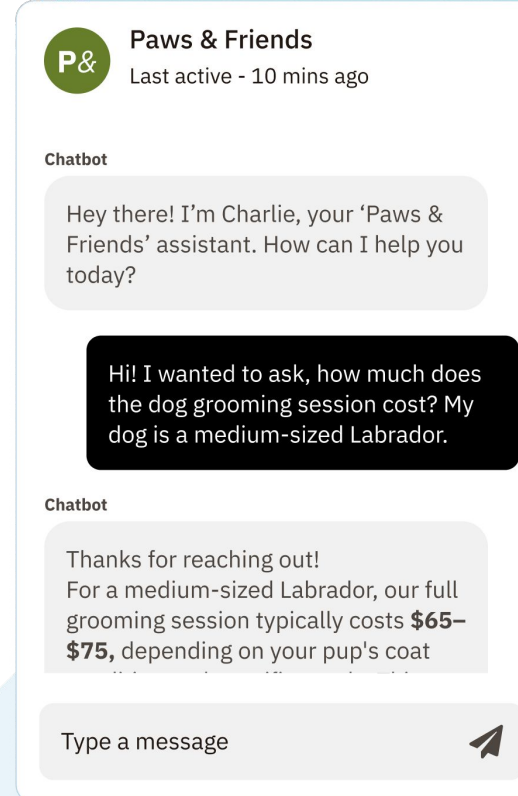 P&
Paws & Friends
Last active - 10 mins ago
Chatbot
Hey there! I’m Charlie, your ‘Paws &
Friends’ assistant. How can I help you
today?
Hi! I wanted to ask, how much does
the dog grooming session cost? My
dog is a medium-sized Labrador.
Chatbot
Thanks for reaching out!
For a medium-sized Labrador, our full
grooming session typically costs $65–
$75, depending on your pup's coat
Type a message